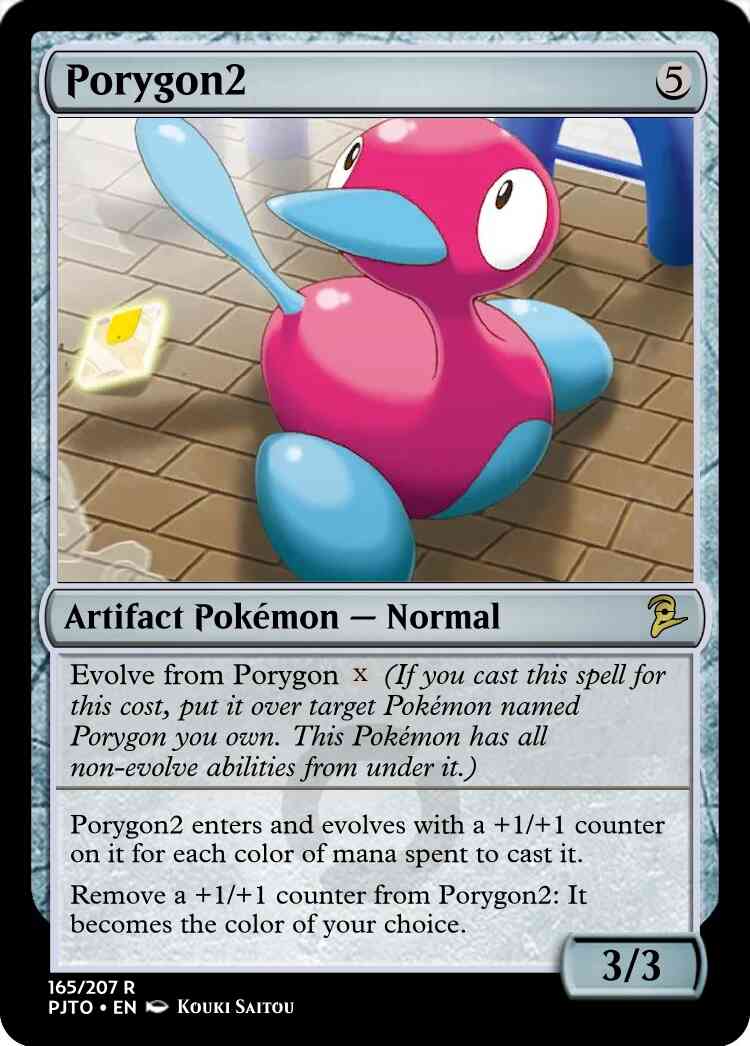 Porygon2 5
Artifact Pokémon — Normal
Evolve from Porygon x (If you cast this spell for
this cost, put it over target Pokémon named
Porygon you own. This Pokémon has all
non-evolve abilities from under it.)
Porygon2 enters and evolves with a +1/+1 counter
on it for each color of mana spent to cast it.
Remove a +1/+1 counter from Porygon2: It
becomes the color of your choice.
3/3
165/207 R
PJTO • EN Kouki Saitou